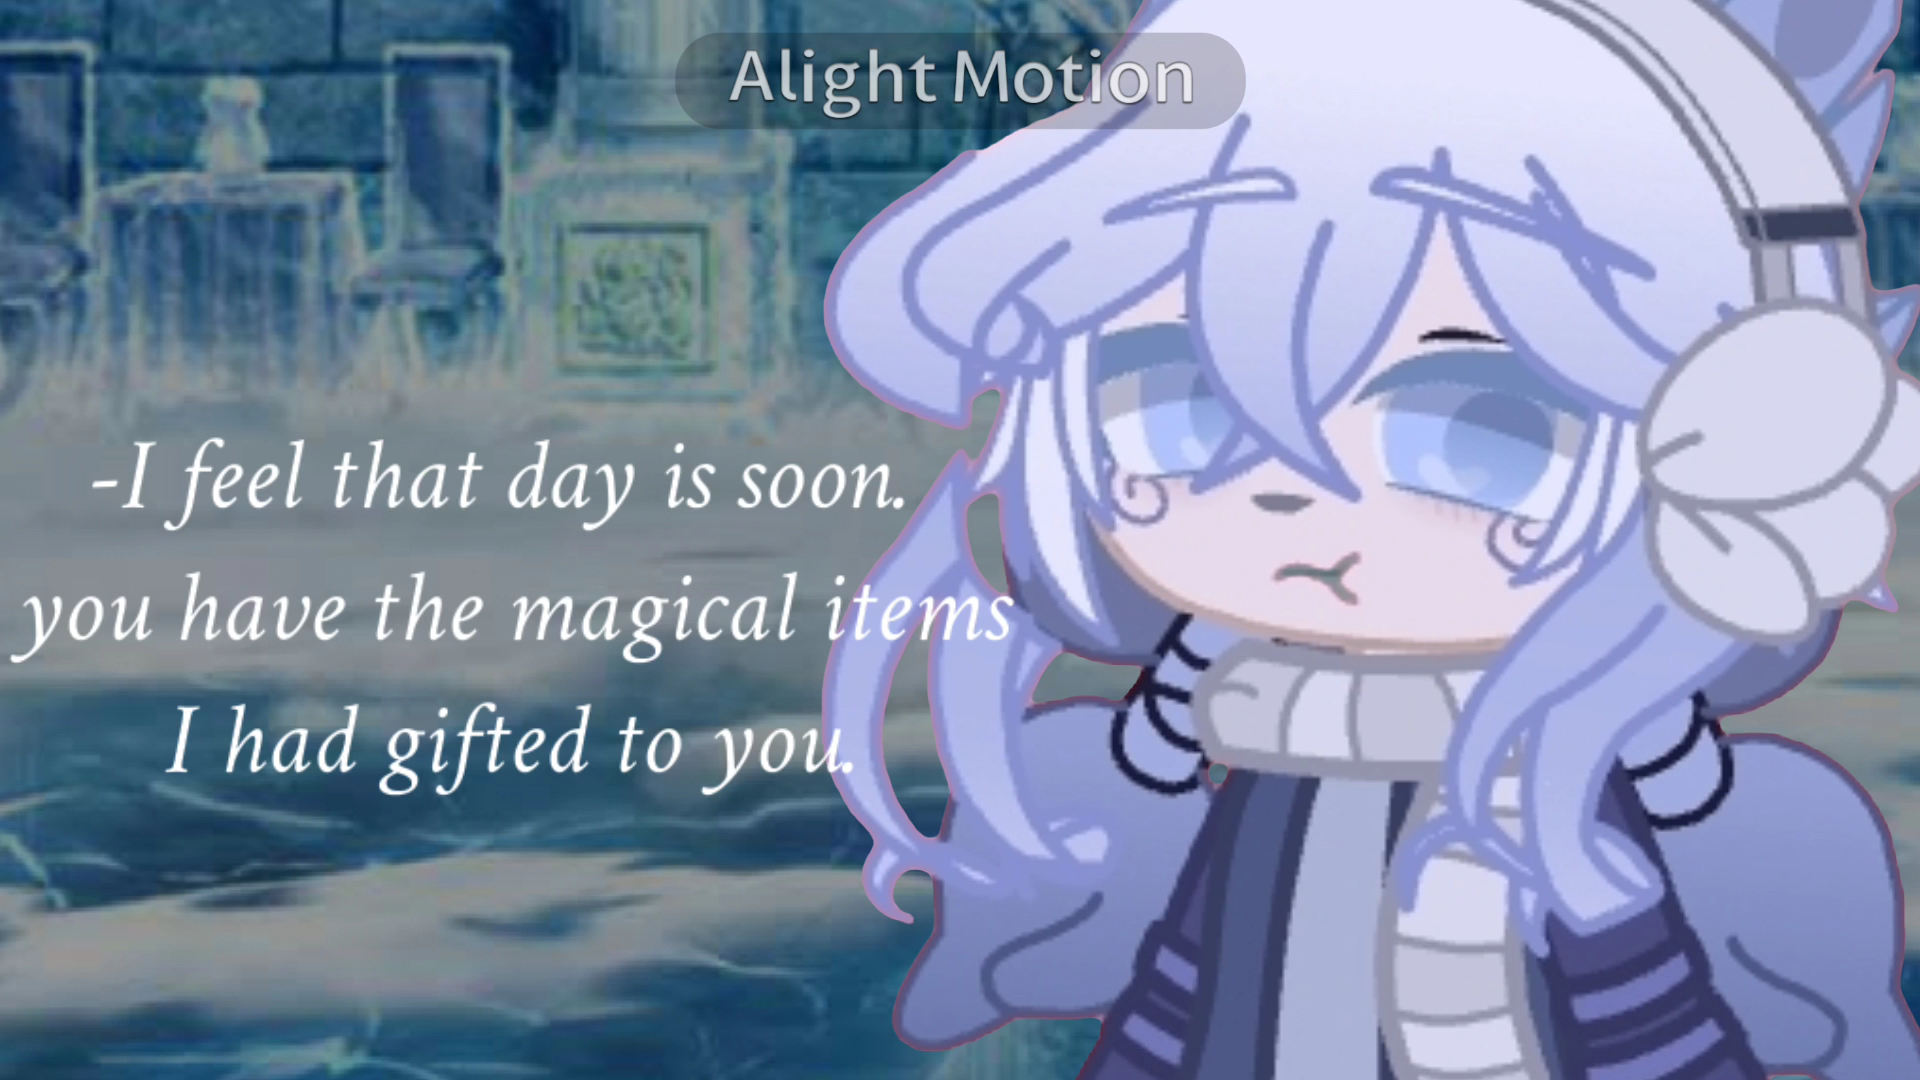 Alight Motion
-I feel that day is soon.
you have the magical items
I had gifted to you.